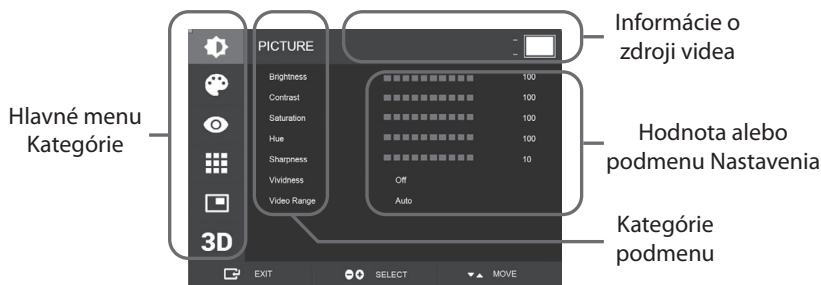 Informácie o
zdroji videa
PICTURE
Hlavné menu
Kategórie
Brightness 100
Contrast 100
Saturation 100
Hue 100
Sharpness 10
Vividness Off
Video Range Auto
3D
Hodnota alebo
podmenu Nastavenia
Kategórie
podmenu
EXIT SELECT MOVE